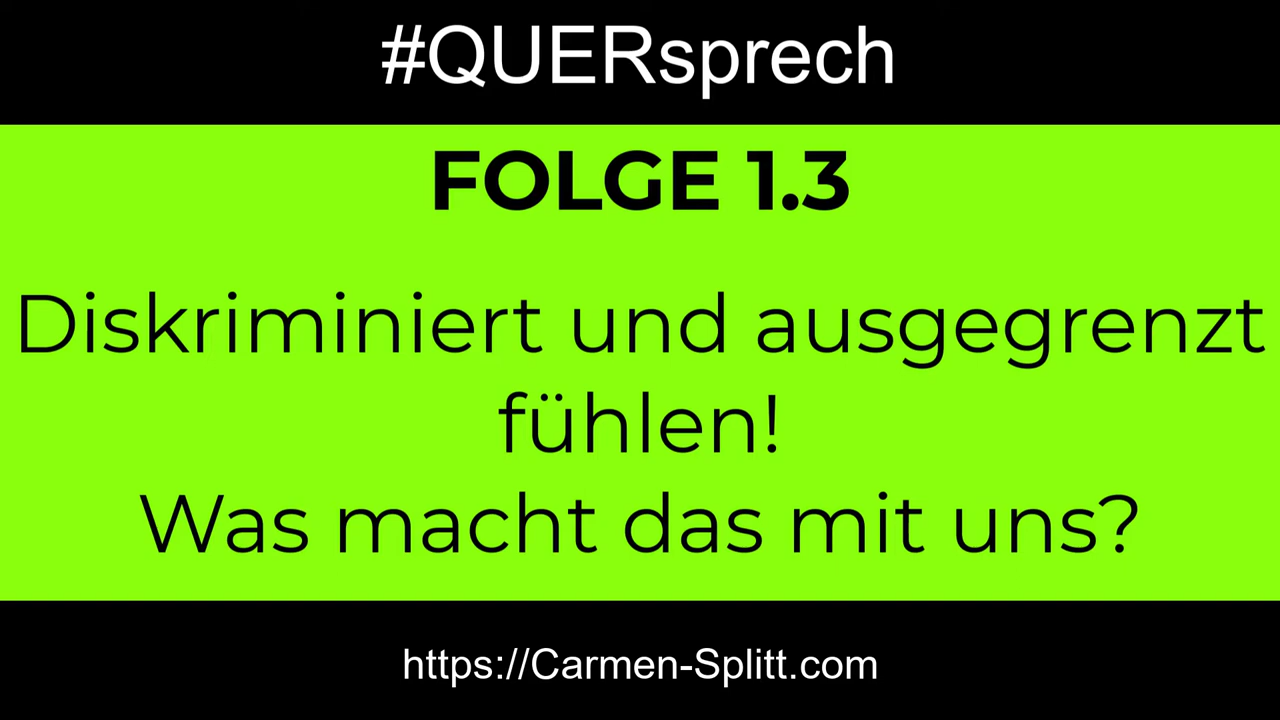 #QUERsprech
FOLGE 1.3
Diskriminiert und ausgegrenzt
fühlen!
Was macht das mit uns?
https://Carmen-Splitt.com